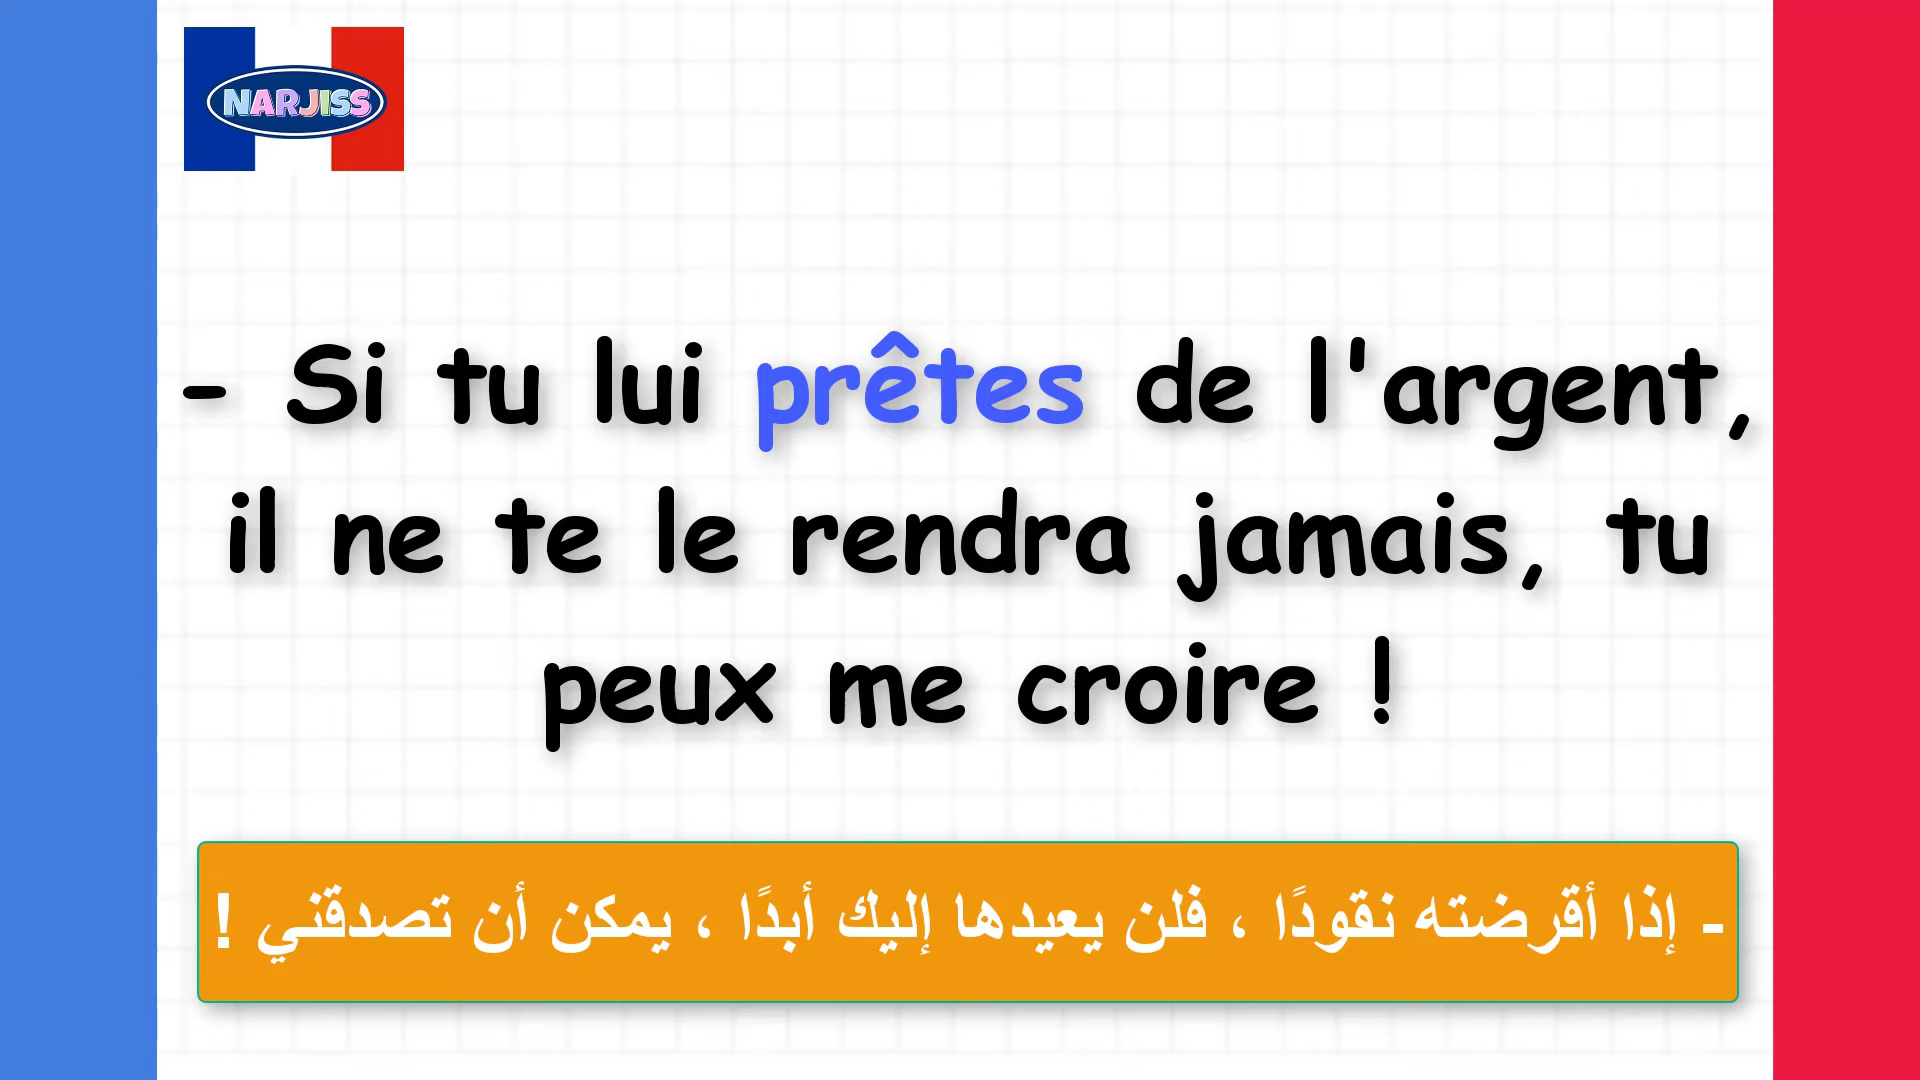 NARJISS
- Si tu lui prêtes de l'argent,
il ne te le rendra jamais, tu
peux me croire !
- إذا أقرضته نقودًا ، فلن يعيدها إليك أبدًا ، يمكن أن تصدقني !